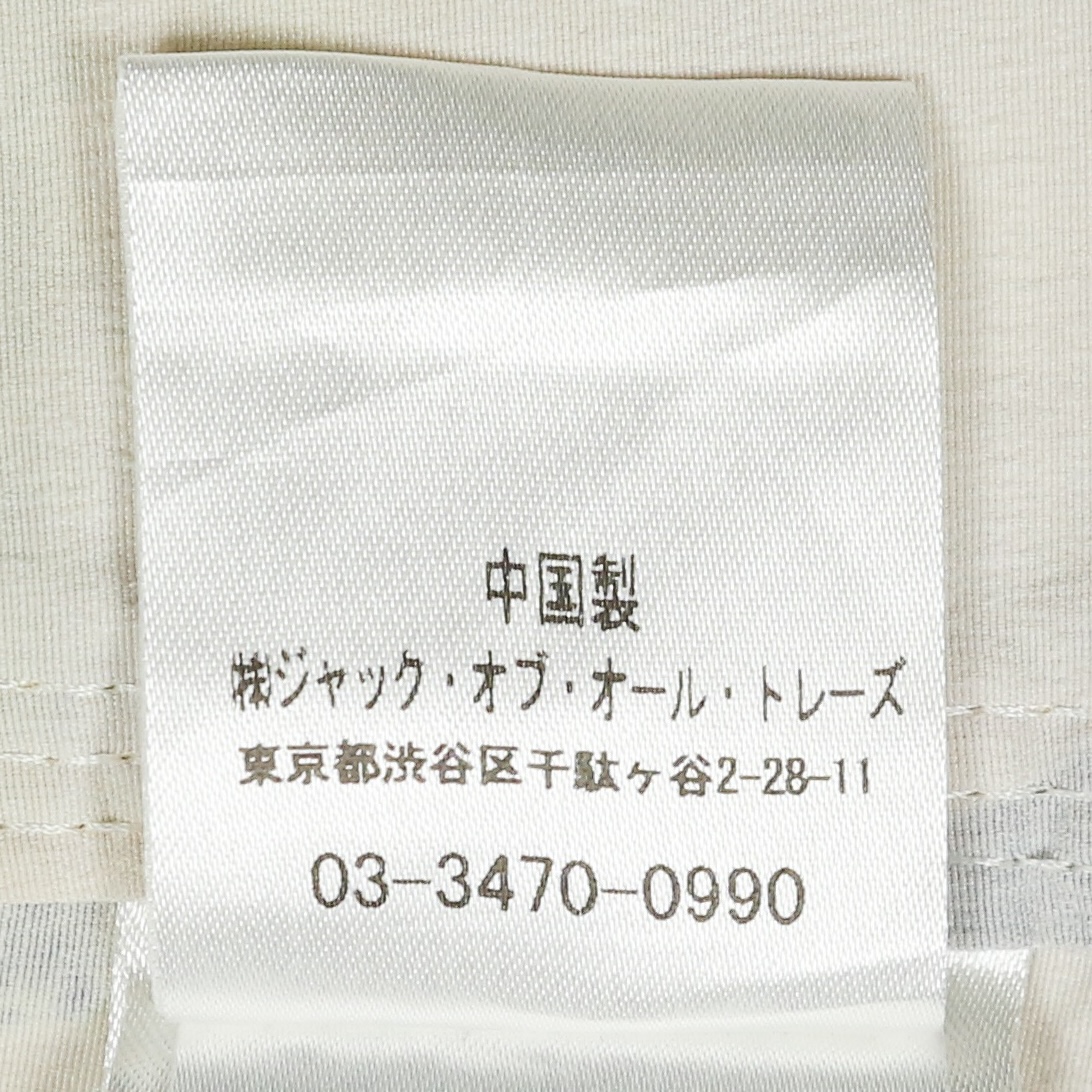 中国製
㈱ジャック・オブ・オール・トレーズ
東京都渋谷区千駄ヶ谷2-28-11
03-3470-0990